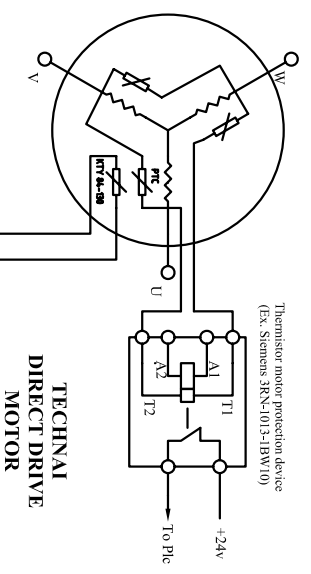 Thermistor motor protection device
(Ex. Siemens 3RN-1013-1BW10)
W
V
U
PTC
KTY 84-130
A1
T1
A2
T2
+24v
To Plc
TECHNAI
DIRECT DRIVE
MOTOR